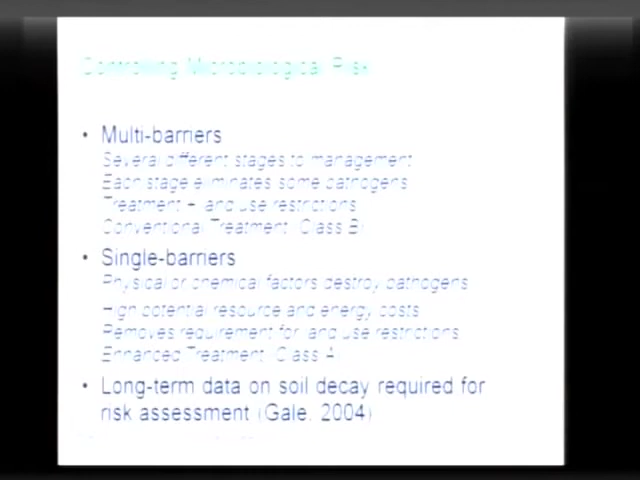 Controlling Microbiological Risk
• Multi-barriers
Several different stages to management
Each stage eliminates some pathogens
Treatment + land use restrictions
Conventional Treatment (Class B)
• Single-barriers
Physical or chemical factors destroy pathogens
High potential resource and energy costs
Removes requirement for land use restrictions
Enhanced Treatment (Class A)
• Long-term data on soil decay required for
risk assessment (Gale, 2004)